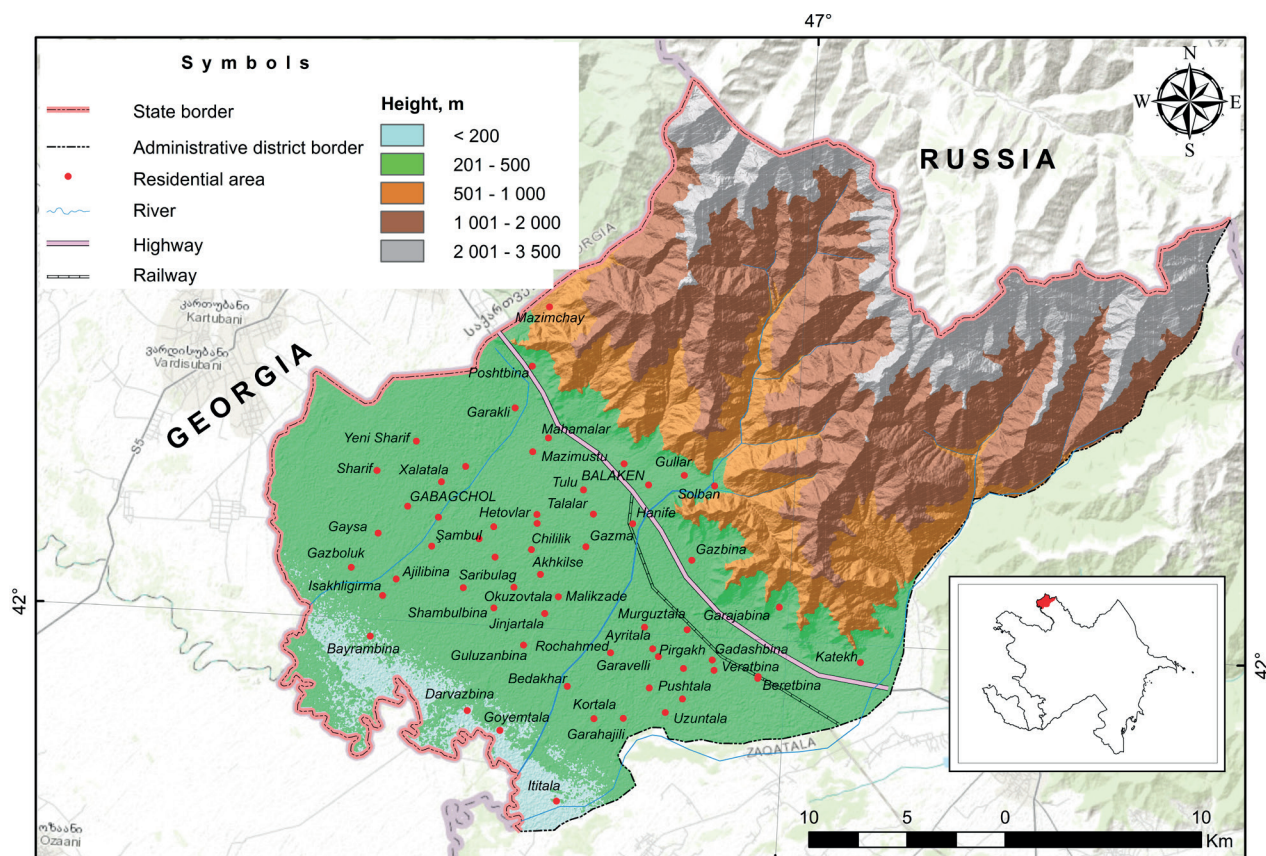 47°
Symbols
State border
Administrative district border
Residential area
River
Highway
Railway
Height, m
< 200
201 - 500
501 - 1 000
1 001 - 2 000
2 001 - 3 500
N
W
E
S
RUSSIA
GEORGIA
კართუბანი
Kartubani
ვარდისუბანი
Vardisubani
S5
Mazimchay
Poshtbina
Garakli
Mahamalar
Yeni Sharif
Mazimustu
Sharif
Xalatala
Gullar
BALAKEN
Tulu
Solban
GABAGCHOL
Talalar
Hetovlar
Hanife
Gaysa
Şambul
Chililik
Gazma
Gazbina
Gazboluk
Akhkilse
Ajilibina
Saribulag
Isakhligirma
Okuzovtala
Malikzade
42°
Shambulbina
Jinjartala
Murguztala
Garajabina
Ayritala
Bayrambina
Guluzanbina
Rochahmed
Pirgakh
Gadashbina
Katekh
Garavelli
Veratbina
42°
Bedakhar
Pushtala
Beretbina
Darvazbina
Goyemtala
Kortala
Uzuntala
Garahajili
ZAQATALA
Ititala
ოზაანი
Ozaani
10
5
0
10
Km